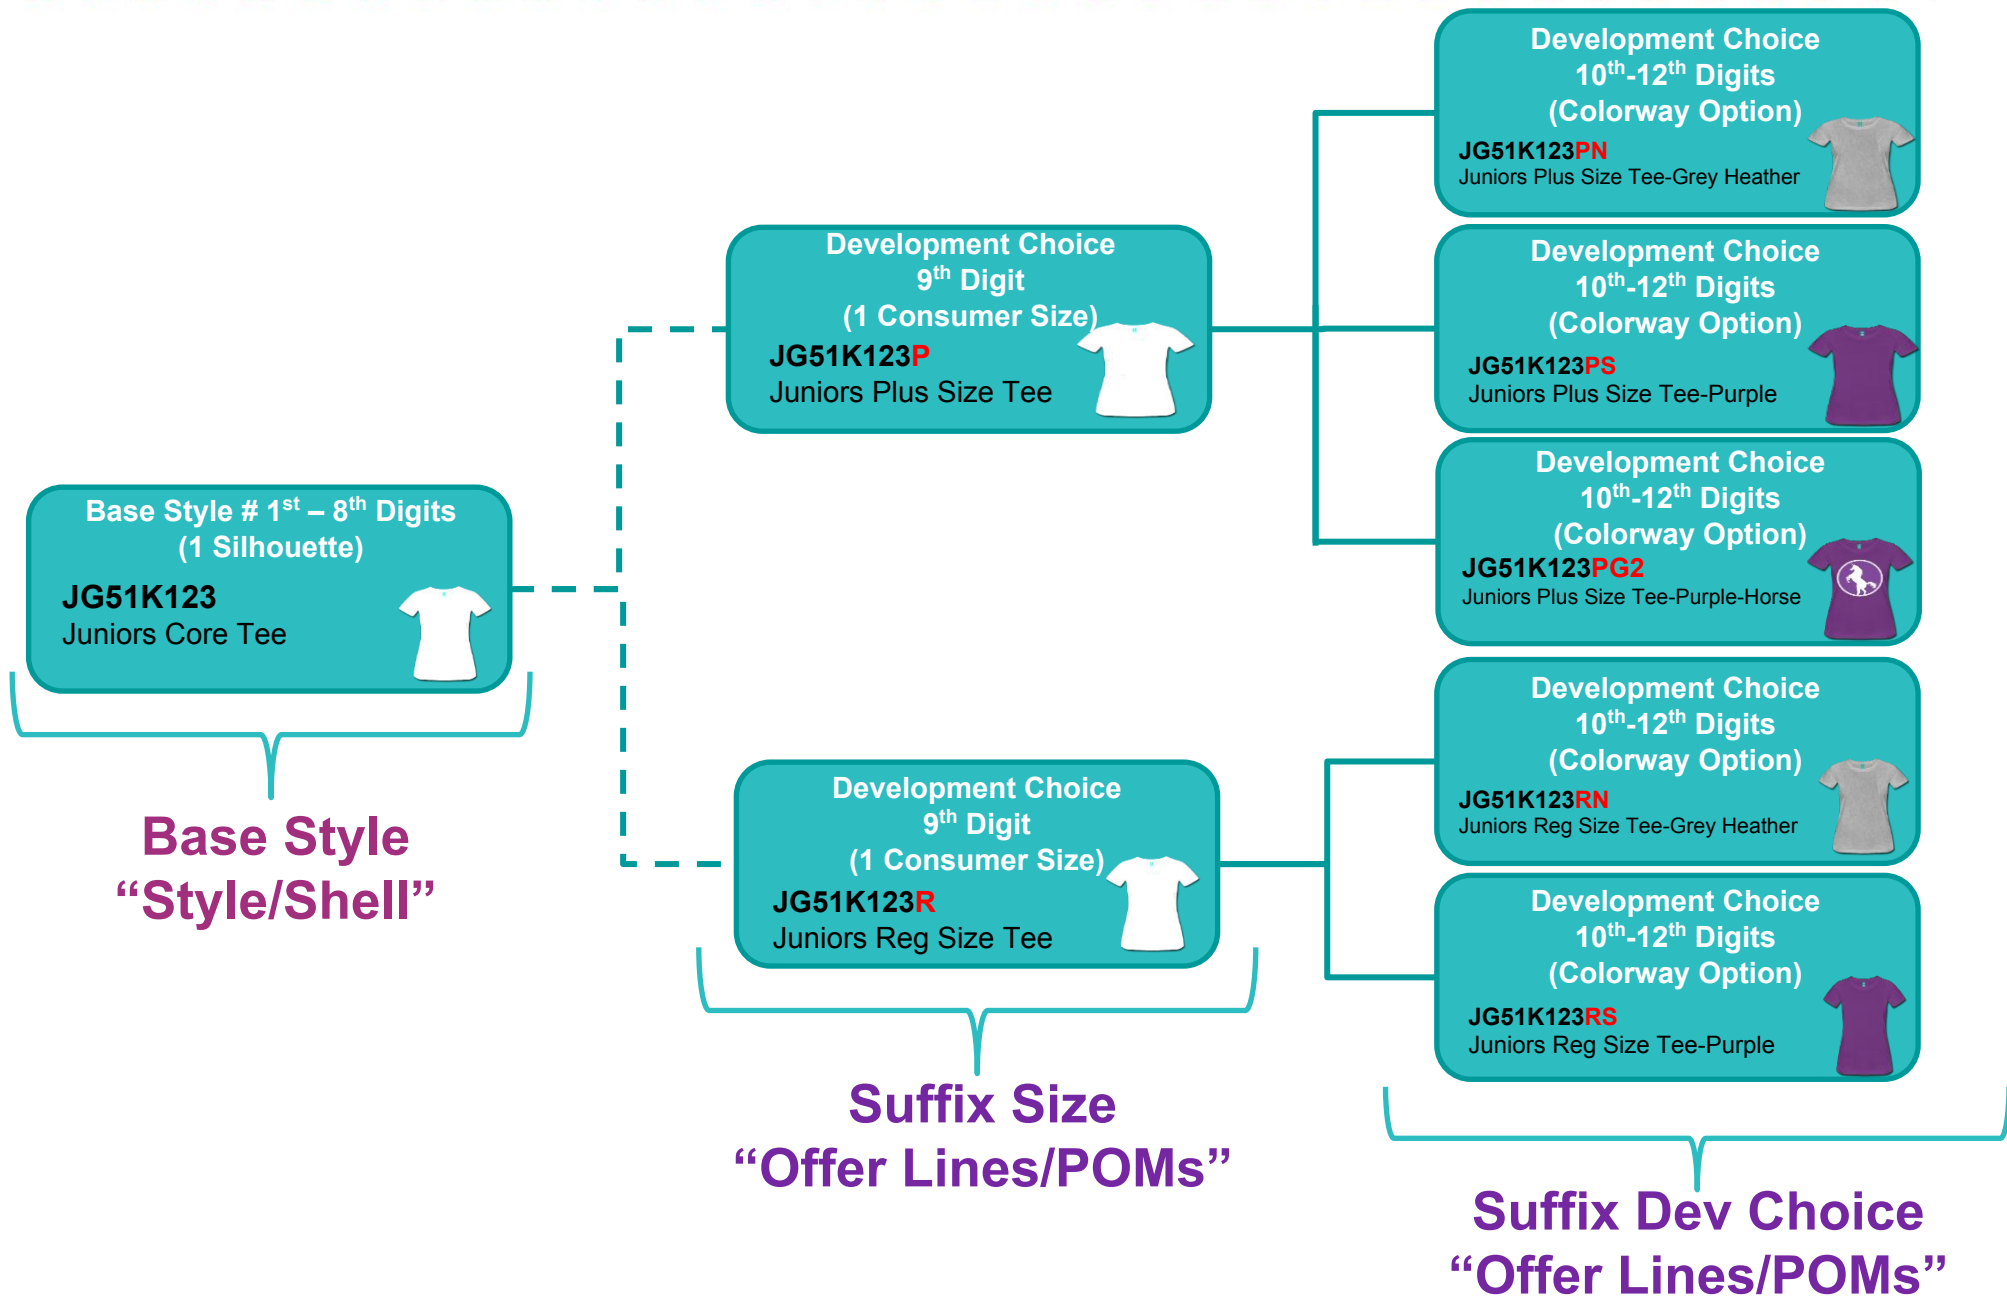 Base Style # 1st – 8th Digits
(1 Silhouette)
JG51K123
Juniors Core Tee
Base Style
“Style/Shell”
Development Choice
9th Digit
(1 Consumer Size)
JG51K123P
Juniors Plus Size Tee
Development Choice
9th Digit
(1 Consumer Size)
JG51K123R
Juniors Reg Size Tee
Suffix Size
“Offer Lines/POMs”
Development Choice
10th-12th Digits
(Colorway Option)
JG51K123PN
Juniors Plus Size Tee-Grey Heather
Development Choice
10th-12th Digits
(Colorway Option)
JG51K123PS
Juniors Plus Size Tee-Purple
Development Choice
10th-12th Digits
(Colorway Option)
JG51K123PG2
Juniors Plus Size Tee-Purple-Horse
Development Choice
10th-12th Digits
(Colorway Option)
JG51K123RN
Juniors Reg Size Tee-Grey Heather
Development Choice
10th-12th Digits
(Colorway Option)
JG51K123RS
Juniors Reg Size Tee-Purple
Suffix Dev Choice
“Offer Lines/POMs”